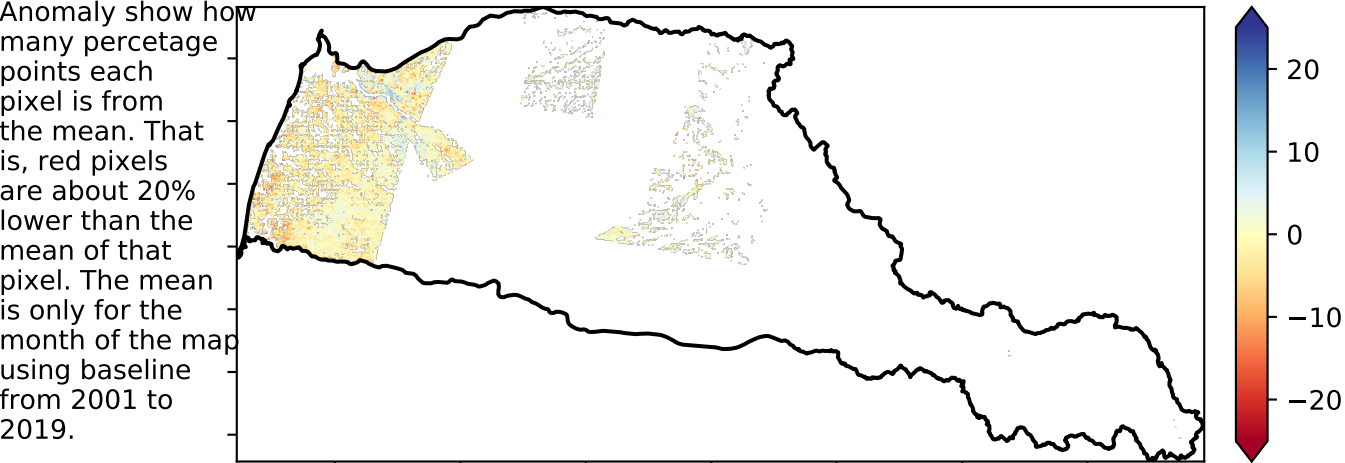 Anomaly show how
many percetage
points each
pixel is from
the mean. That
is, red pixels
are about 20%
lower than the
mean of that
pixel. The mean
is only for the
month of the map
using baseline
from 2001 to
2019.
20
10
0
−10
−20